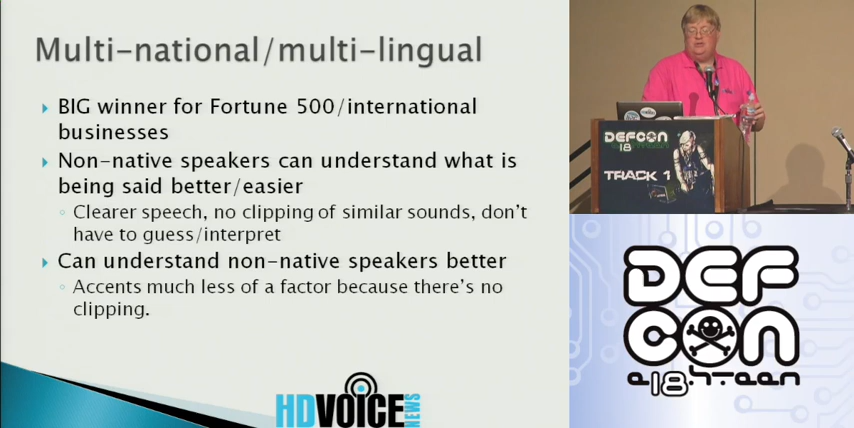 Multi-national/multi-lingual
BIG winner for Fortune 500/international
businesses
Non-native speakers can understand what is
being said better/easier
Clearer speech, no clipping of similar sounds, don't
have to guess/interpret
Can understand non-native speakers better
Accents much less of a factor because there's no
clipping.
HDVOICE
NEWS
DEFCON
18
TRACK 1
DEF
CON
e.18.h-teen